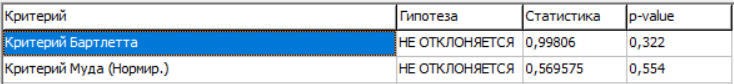 Критерий Гипотеза Статистика p-value
Критерий Бартлетта НЕ ОТКЛОНЯЕТСЯ 0,99806 0,322
Критерий Муда (Нормир.) НЕ ОТКЛОНЯЕТСЯ 0,569575 0,554